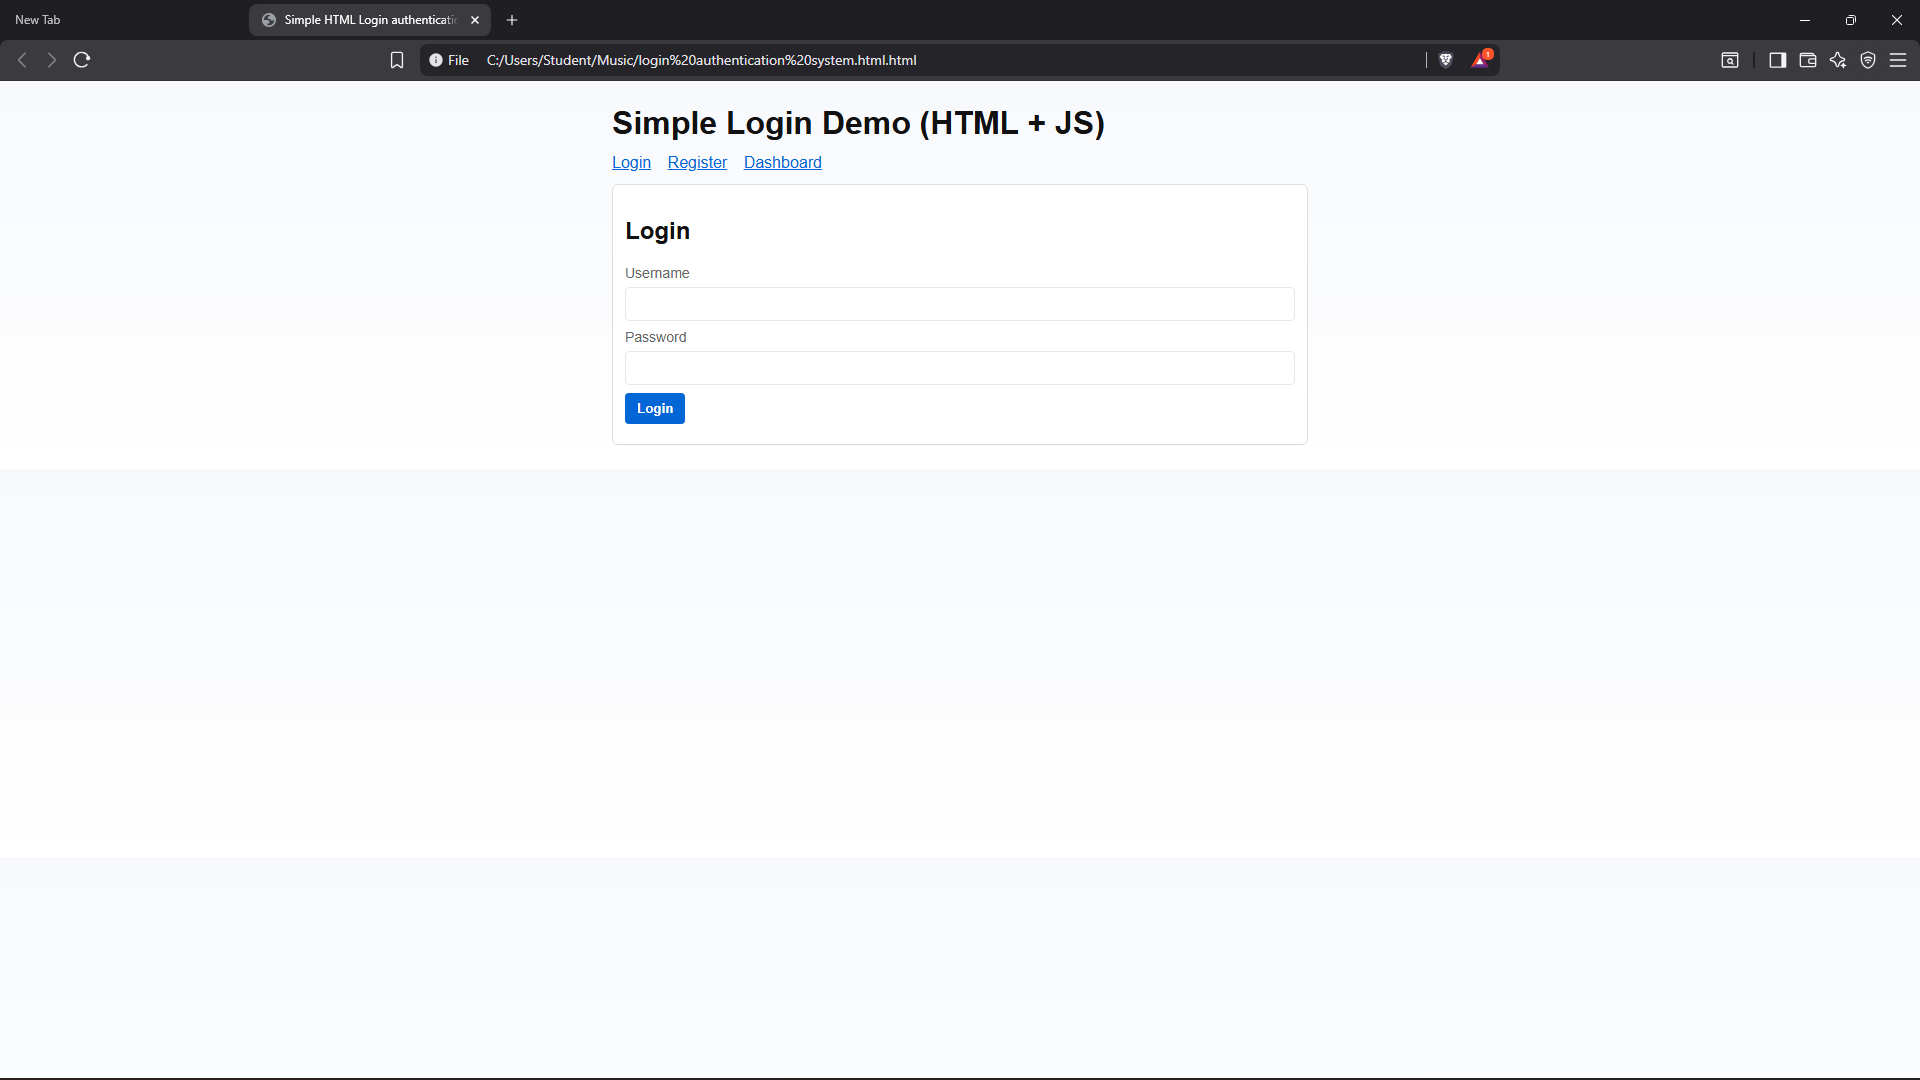 New Tab
Simple HTML Login authenticati
File C:/Users/Student/Music/login%20authentication%20system.html.html
1
Simple Login Demo (HTML + JS)
Login Register Dashboard
Login
Username
Password
Login